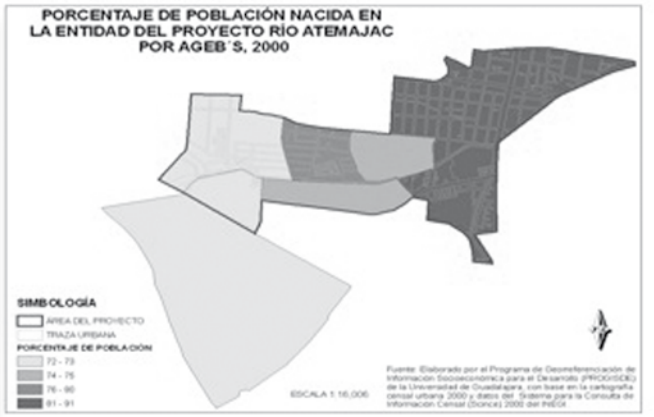 PORCENTAJE DE POBLACIÓN NACIDA EN
LA ENTIDAD DEL PROYECTO RÍO ATEMAJAC
POR AGEB´S, 2000
SIMBOLOGÍA
AREA DEL PROYECTO
TRAZA URBANA
PORCENTAJE DE POBLACIÓN
72 - 73
74 - 75
76 - 80
81 - 91
ESCALA 1:16,006
Fuente: Elaborado por el Programa de Georreferenciación de
Información Socioeconómica para el Desarrollo (PROGISDE)
de la Universidad de Guadalajara, con base en la cartografía
censal urbana 2000 y datos del Sistema para la Consulta de
Información Censal (Scince) 2000 del INEGI.